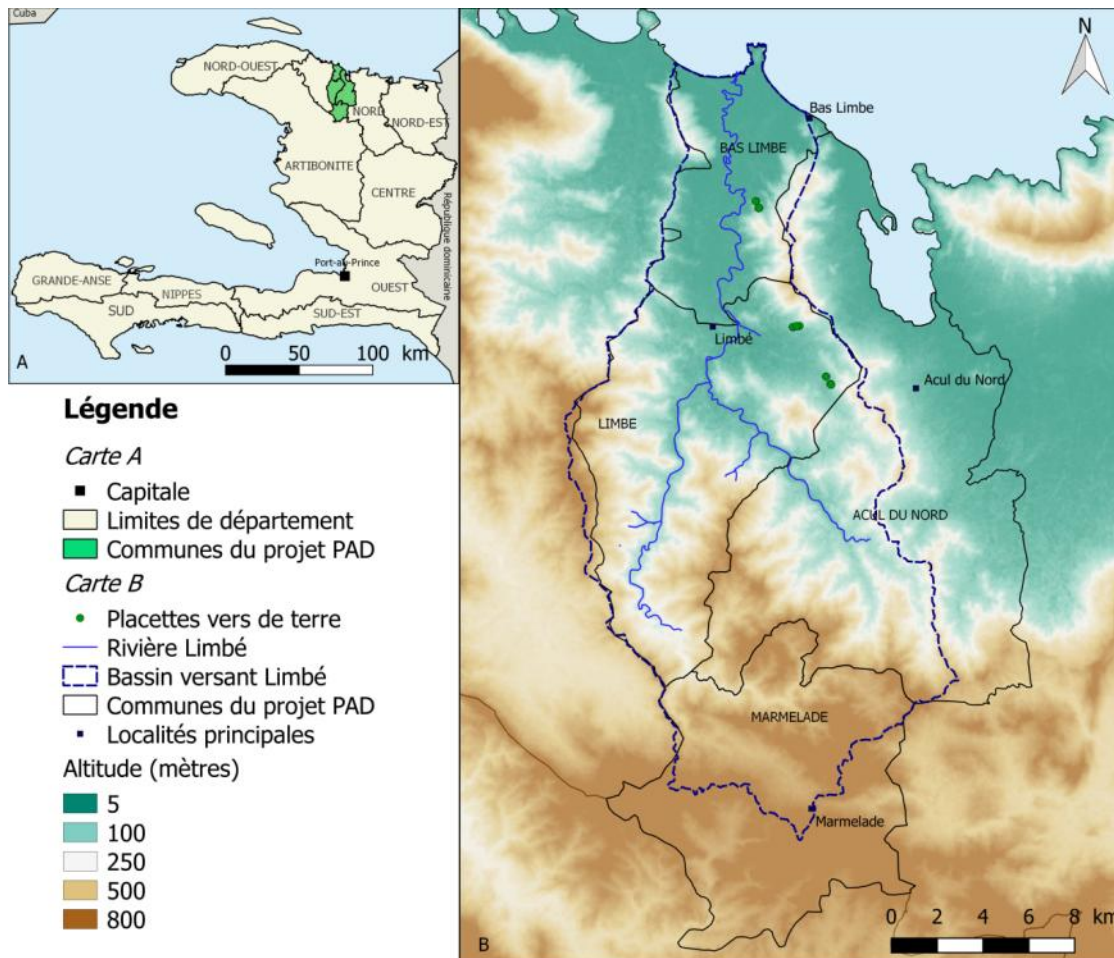 Cuba
NORD-OUEST
NORD
NORD-EST
ARTIBONITE
CENTRE
République dominicaine
Port-au-Prince
GRANDE-ANSE
NIPPES
OUEST
SUD
SUD-EST
0 50 100 km
A
Légende
Carte A
Capitale
Limites de département
Communes du projet PAD
Carte B
Placettes vers de terre
Rivière Limbé
Bassin versant Limbé
Communes du projet PAD
Localités principales
Altitude (mètres)
5
100
250
500
800
N
Bas Limbe
BAS LIMBE
Limbé
Acul du Nord
LIMBE
ACUL DU NORD
MARMELADE
Marmelade
0 2 4 6 8 km
B